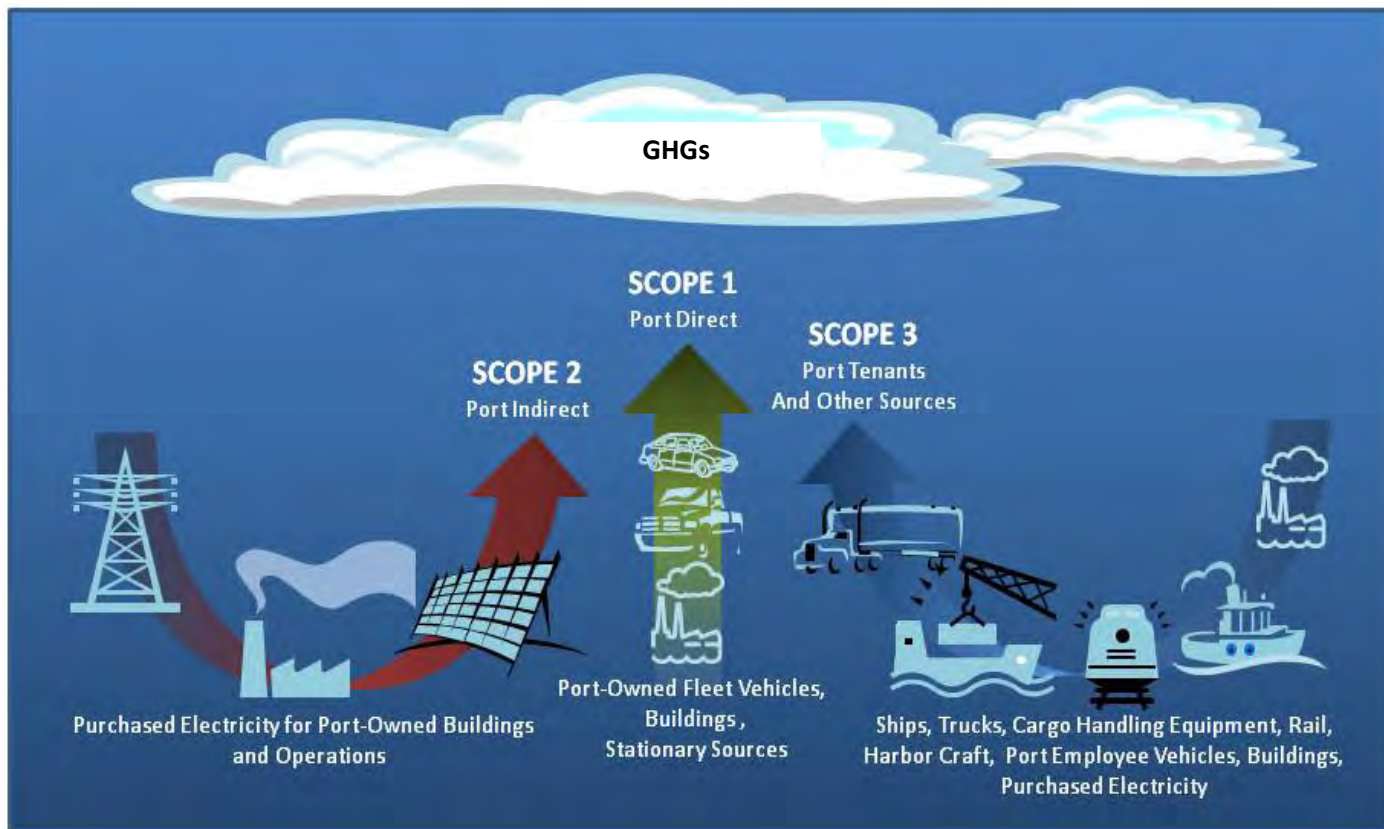 GHGs
SCOPE 1
Port Direct
SCOPE 2
Port Indirect
SCOPE 3
Port Tenants
And Other Sources
Purchased Electricity for Port-Owned Buildings
and Operations
Port-Owned Fleet Vehicles,
Buildings ,
Stationary Sources
Ships, Trucks, Cargo Handling Equipment, Rail,
Harbor Craft, Port Employee Vehicles, Buildings,
Purchased Electricity